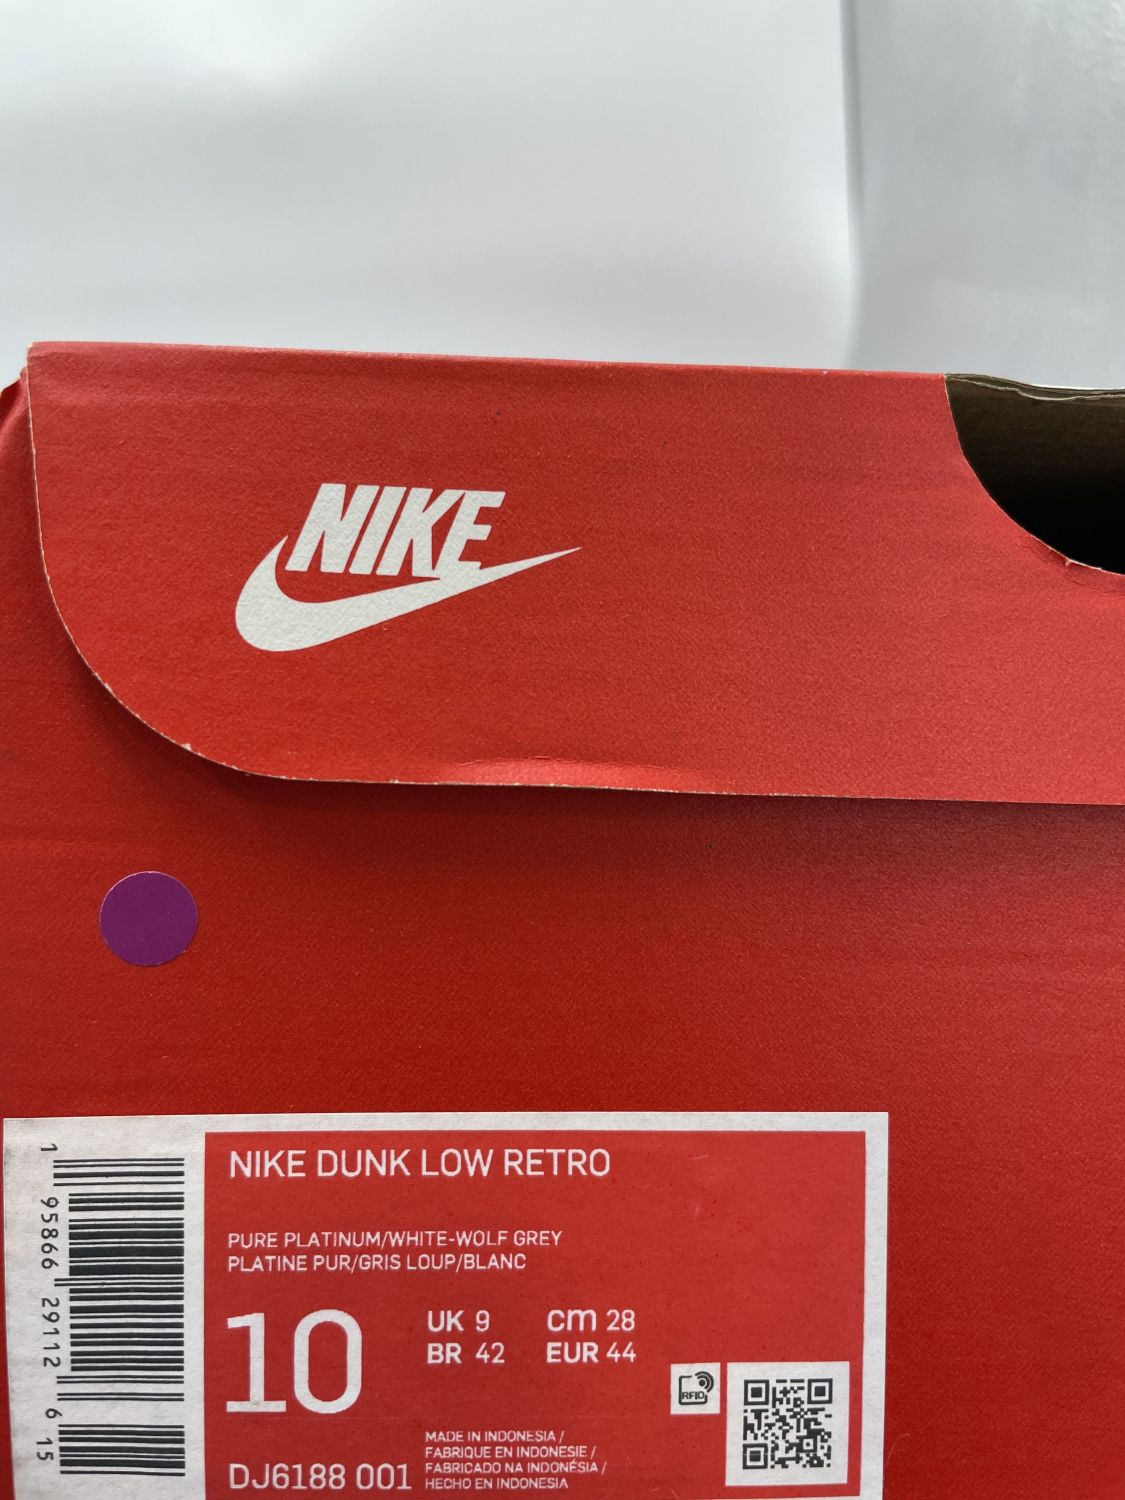 NIKE
NIKE DUNK LOW RETRO
PURE PLATINUM/WHITE-WOLF GREY
PLATINE PUR/GRIS LOUP/BLANC
10
UK 9 cm 28
BR 42 EUR 44
RFID
MADE IN INDONESIA /
FABRIQUE EN INDONESIE /
FABRICADO NA INDONÉSIA /
HECHO EN INDONESIA
DJ6188 001
1 95866 29112 6 15